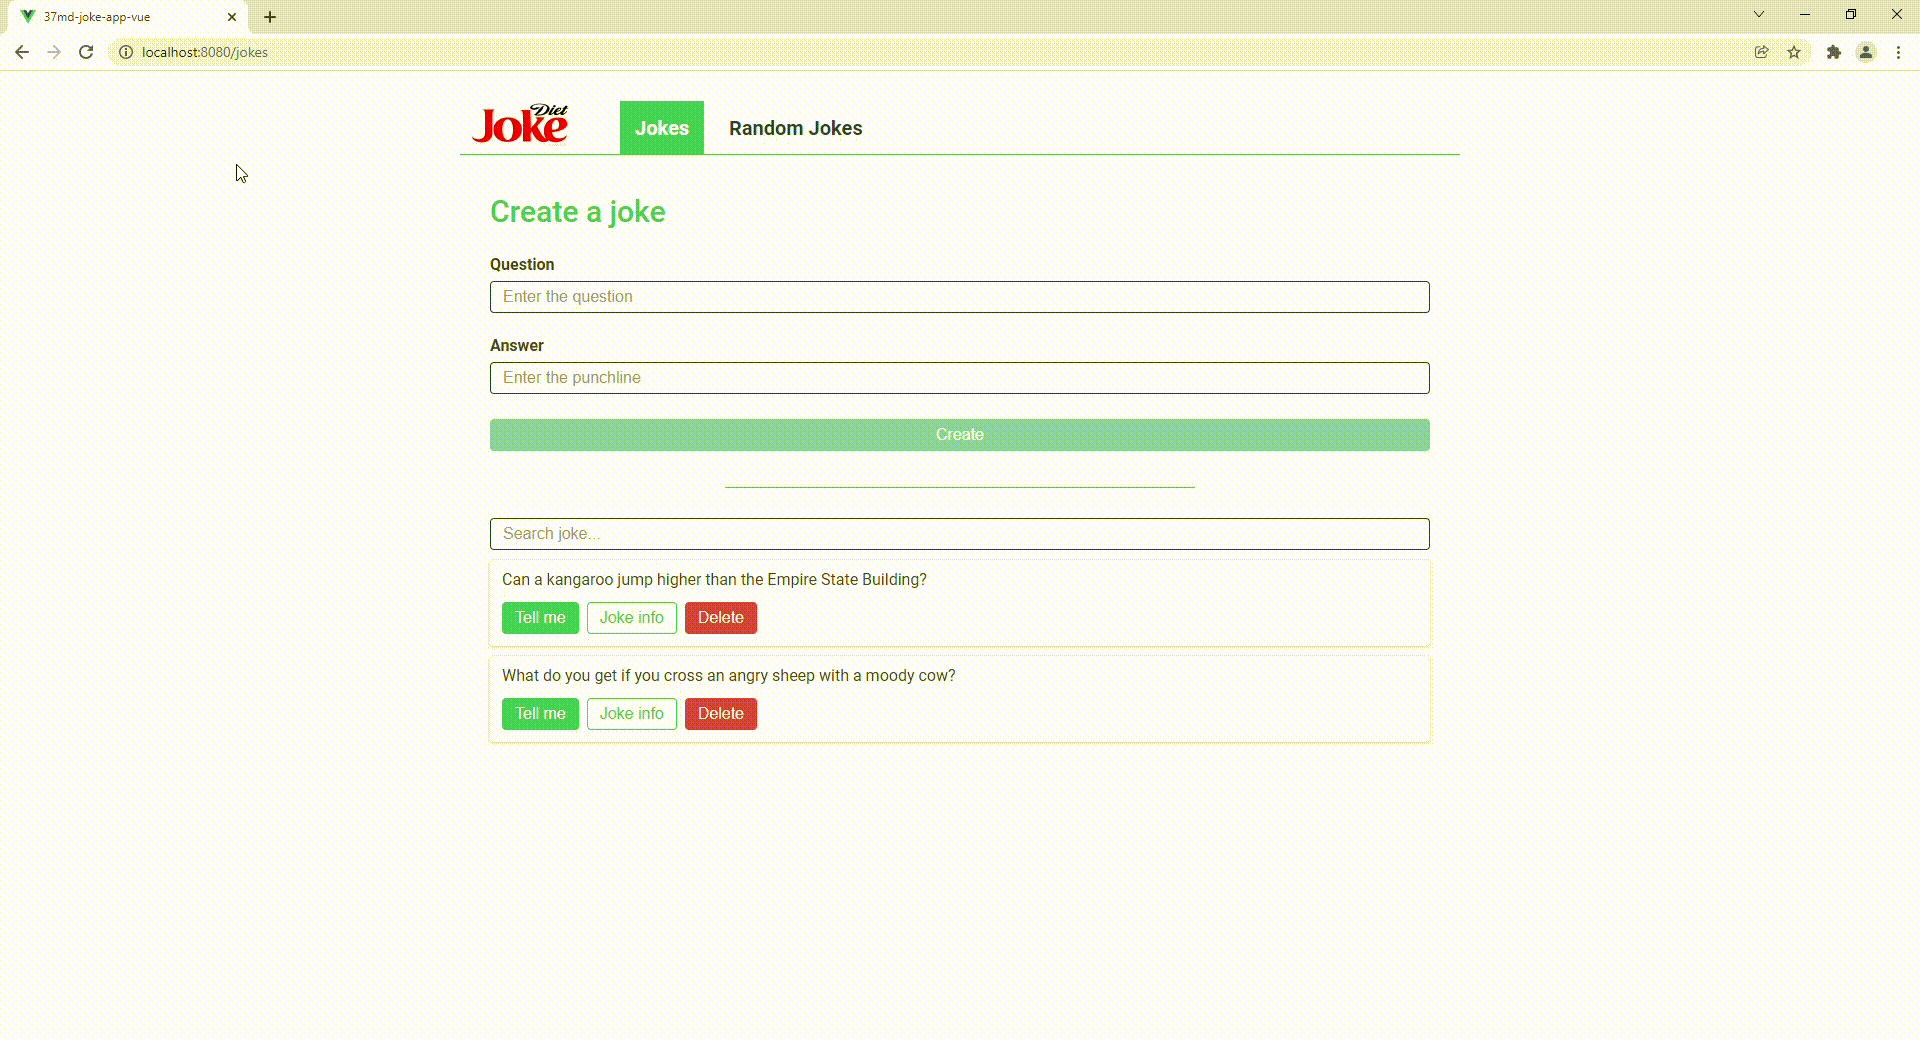 37md-joke-app-vue
localhost:8080/jokes
Diet
Joke
Jokes
Random Jokes
Create a joke
Question
Enter the question
Answer
Enter the punchline
Create
Search joke...
Can a kangaroo jump higher than the Empire State Building?
Tell me
Joke info
Delete
What do you get if you cross an angry sheep with a moody cow?
Tell me
Joke info
Delete